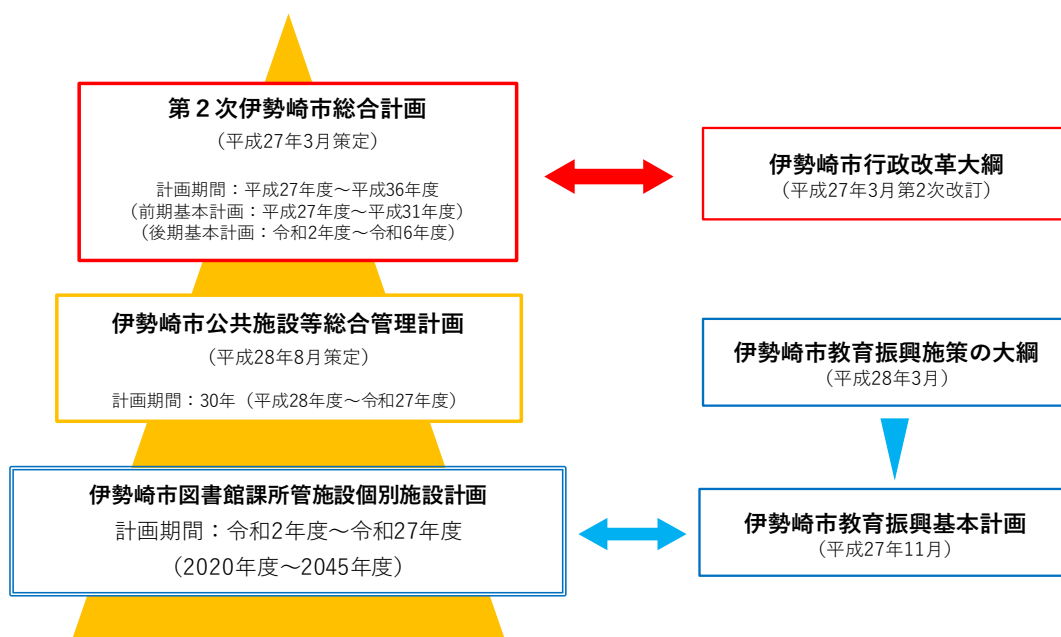 第２次伊勢崎市総合計画
（平成27年3月策定）
計画期間：平成27年度～平成36年度
（前期基本計画：平成27年度～平成31年度）
（後期基本計画：令和2年度～令和6年度）
伊勢崎市行政改革大綱
（平成27年3月第2次改訂）
伊勢崎市公共施設等総合管理計画
（平成28年8月策定）
計画期間：30年（平成28年度～令和27年度）
伊勢崎市教育振興施策の大綱
（平成28年3月）
伊勢崎市図書館課所管施設個別施設計画
計画期間：令和2年度～令和27年度
（2020年度～2045年度）
伊勢崎市教育振興基本計画
（平成27年11月）